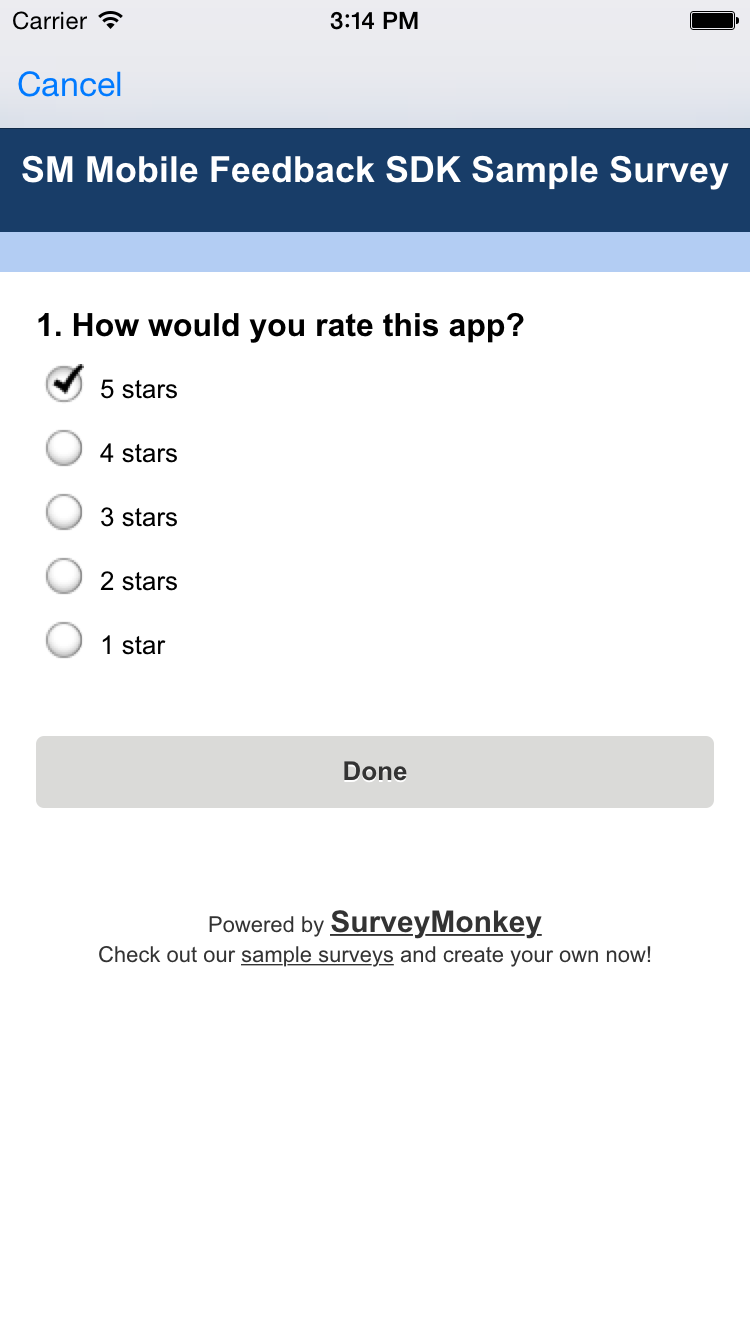 Carrier 3:14 PM
Cancel
SM Mobile Feedback SDK Sample Survey
1. How would you rate this app?
5 stars
4 stars
3 stars
2 stars
1 star
Done
Powered by SurveyMonkey
Check out our sample surveys and create your own now!